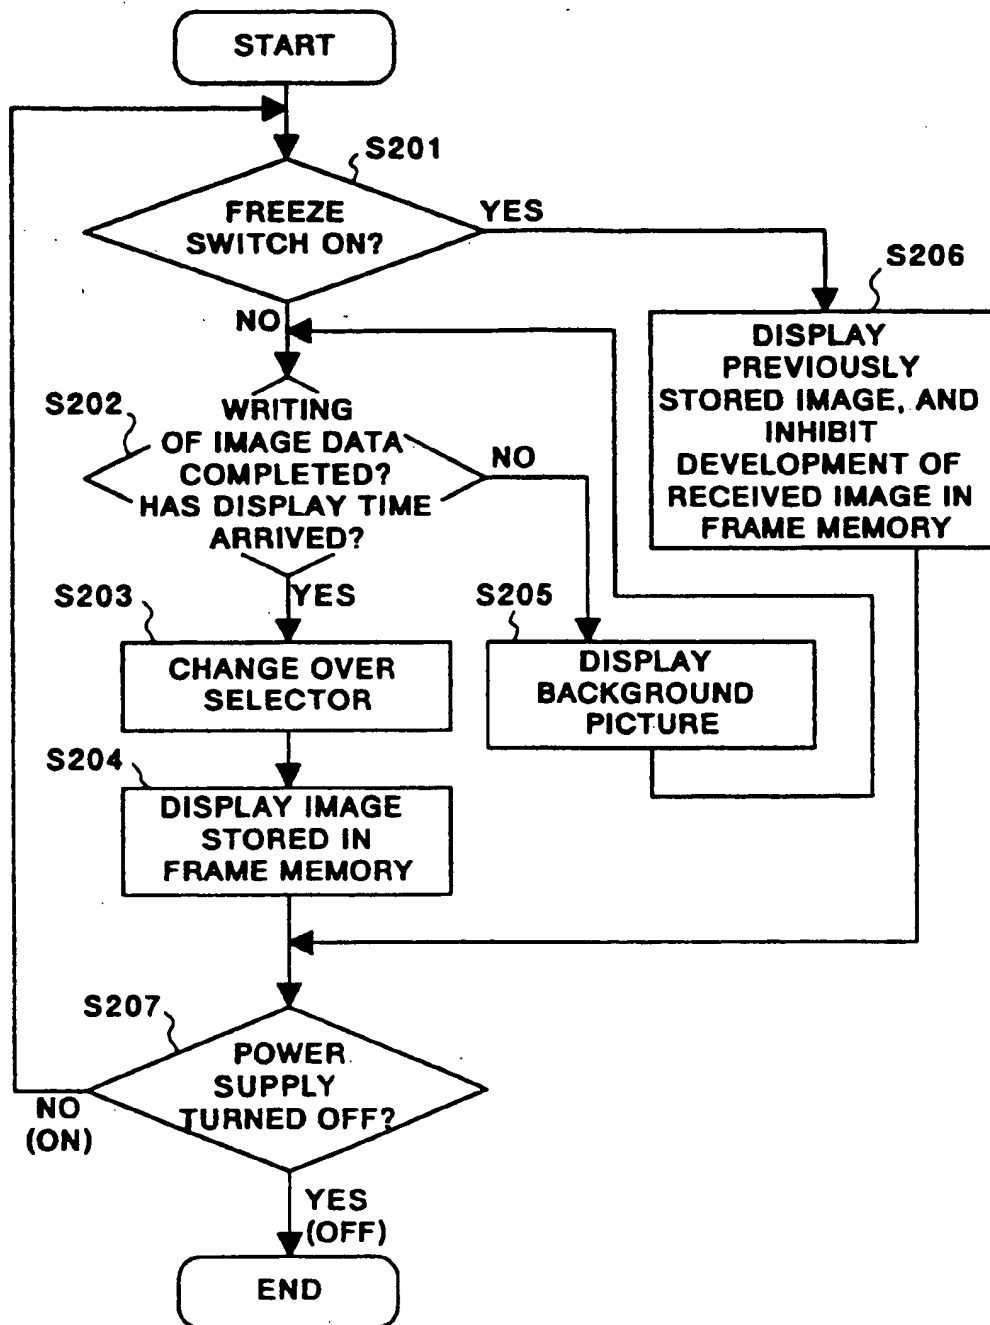 START
S201
FREEZE
SWITCH ON?
YES
NO
S206
DISPLAY
PREVIOUSLY
STORED IMAGE, AND
INHIBIT
DEVELOPMENT OF
RECEIVED IMAGE IN
FRAME MEMORY
S202
WRITING
OF IMAGE DATA
COMPLETED?
HAS DISPLAY TIME
ARRIVED?
NO
YES
S203
CHANGE OVER
SELECTOR
S205
DISPLAY
BACKGROUND
PICTURE
S204
DISPLAY IMAGE
STORED IN
FRAME MEMORY
S207
POWER
SUPPLY
TURNED OFF?
NO
(ON)
YES
(OFF)
END